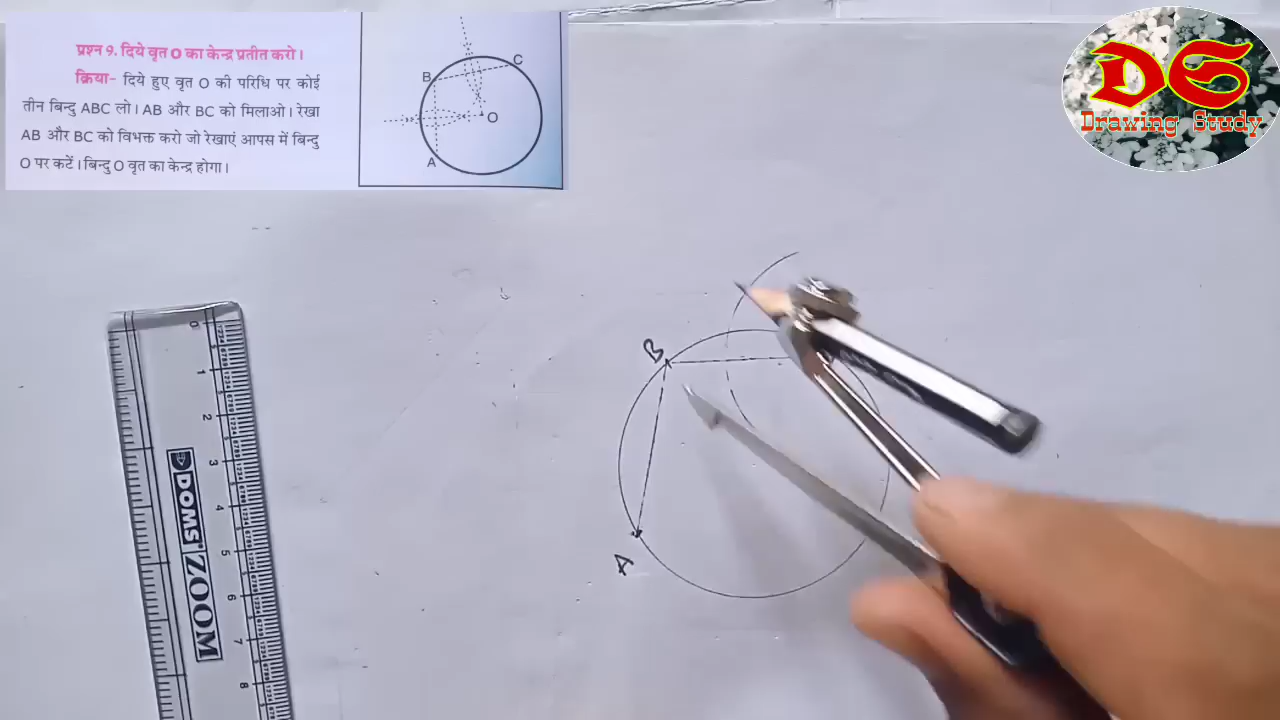 प्रश्न 9. दिये वृत O का केन्द्र प्रतीत करो।
क्रिया- दिये हुए वृत O की परिधि पर कोई
तीन बिन्दु ABC लो। AB और BC को मिलाओ। रेखा
AB और BC को विभक्त करो जो रेखाएं आपस में बिन्दु
O पर कटें। बिन्दु O वृत का केन्द्र होगा।
C
B
O
A
DS
Drawing Study
B
A
0
1
2
3
4
5
6
7
8
DOMS
ZOOM